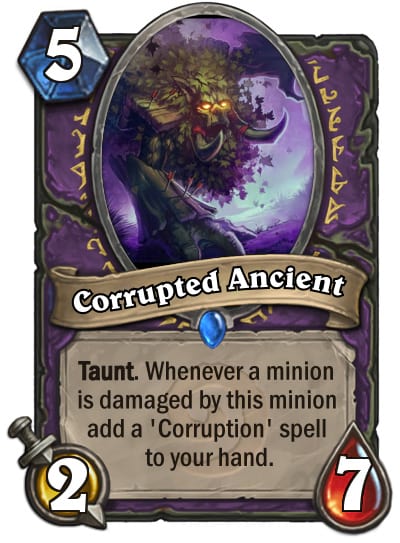 5
Corrupted Ancient
Taunt. Whenever a minion
is damaged by this minion
add a 'Corruption' spell
to your hand.
2
7